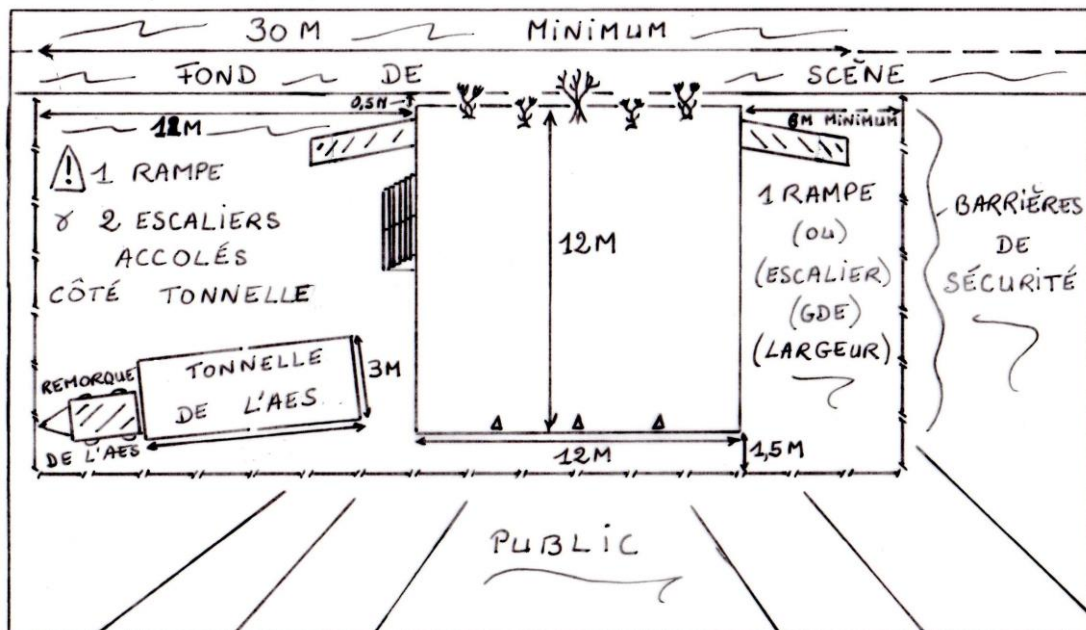 30 M MINIMUM
FOND DE SCÈNE
0,5M
12M
6M MINIMUM
⚠ 1 RAMPE
& 2 ESCALIERS
ACCOLÉS
CÔTÉ TONNELLE
12M
1 RAMPE
(OU)
(ESCALIER)
(GDE)
(LARGEUR)
BARRIÈRES
DE
SÉCURITÉ
REMORQUE
DE L'AES
TONNELLE
DE L'AES
3M
12M
1,5M
PUBLIC